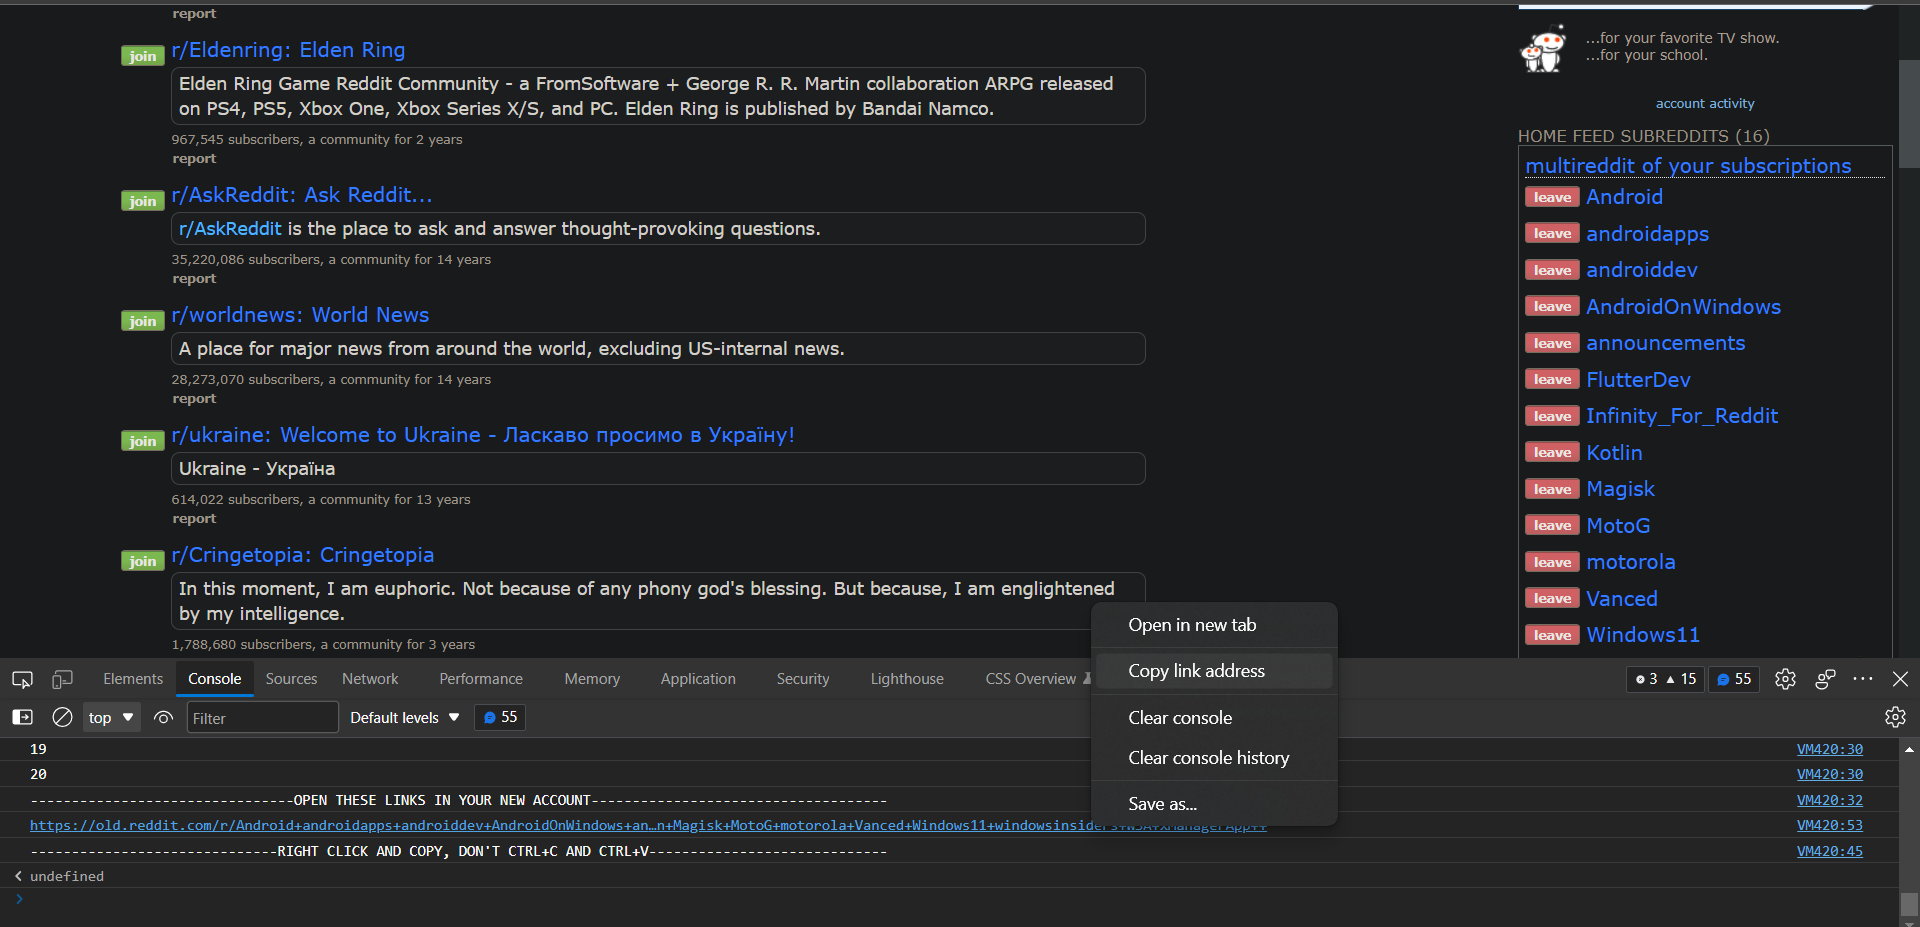 report
join
r/Eldenring: Elden Ring
Elden Ring Game Reddit Community - a FromSoftware + George R. R. Martin collaboration ARPG released
on PS4, PS5, Xbox One, Xbox Series X/S, and PC. Elden Ring is published by Bandai Namco.
967,545 subscribers, a community for 2 years
report
join
r/AskReddit: Ask Reddit...
r/AskReddit is the place to ask and answer thought-provoking questions.
35,220,086 subscribers, a community for 14 years
report
join
r/worldnews: World News
A place for major news from around the world, excluding US-internal news.
28,273,070 subscribers, a community for 14 years
report
join
r/ukraine: Welcome to Ukraine - Ласкаво просимо в Україну!
Ukraine - Україна
614,022 subscribers, a community for 13 years
report
join
r/Cringetopia: Cringetopia
In this moment, I am euphoric. Not because of any phony god's blessing. But because, I am englightened
by my intelligence.
1,788,680 subscribers, a community for 3 years
...for your favorite TV show.
...for your school.
account activity
HOME FEED SUBREDDITS (16)
multireddit of your subscriptions
leave Android
leave androidapps
leave androiddev
leave AndroidOnWindows
leave announcements
leave FlutterDev
leave Infinity_For_Reddit
leave Kotlin
leave Magisk
leave MotoG
leave motorola
leave Vanced
leave Windows11
Open in new tab
Copy link address
Clear console
Clear console history
Save as...
Elements Console Sources Network Performance Memory Application Security Lighthouse CSS Overview 3 15 55
top Filter Default levels 55
19 VM420:30
20 VM420:30
--------------------------------OPEN THESE LINKS IN YOUR NEW ACCOUNT------------------------------------ VM420:32
https://old.reddit.com/r/Android+androidapps+androiddev+AndroidOnWindows+an…n+Magisk+MotoG+motorola+Vanced+Windows11+windowsinsiders+WSA+XManagerApp++ VM420:53
------------------------------RIGHT CLICK AND COPY, DON'T CTRL+C AND CTRL+V----------------------------- VM420:45
undefined